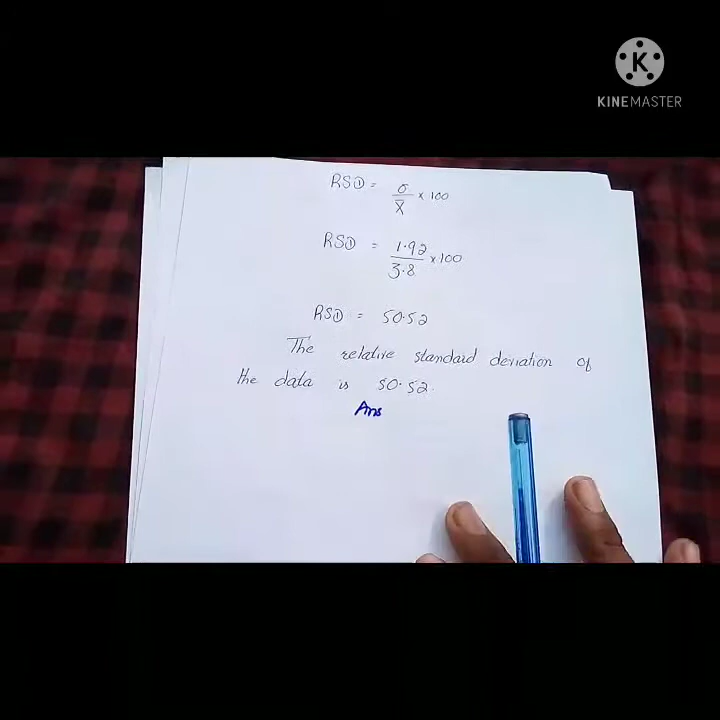 K
KINEMASTER
RSD = σ/X̄ × 100
RSD = 1.92/3.8 × 100
RSD = 50.52
The relative standard deviation of
the data is 50.52.
Ans